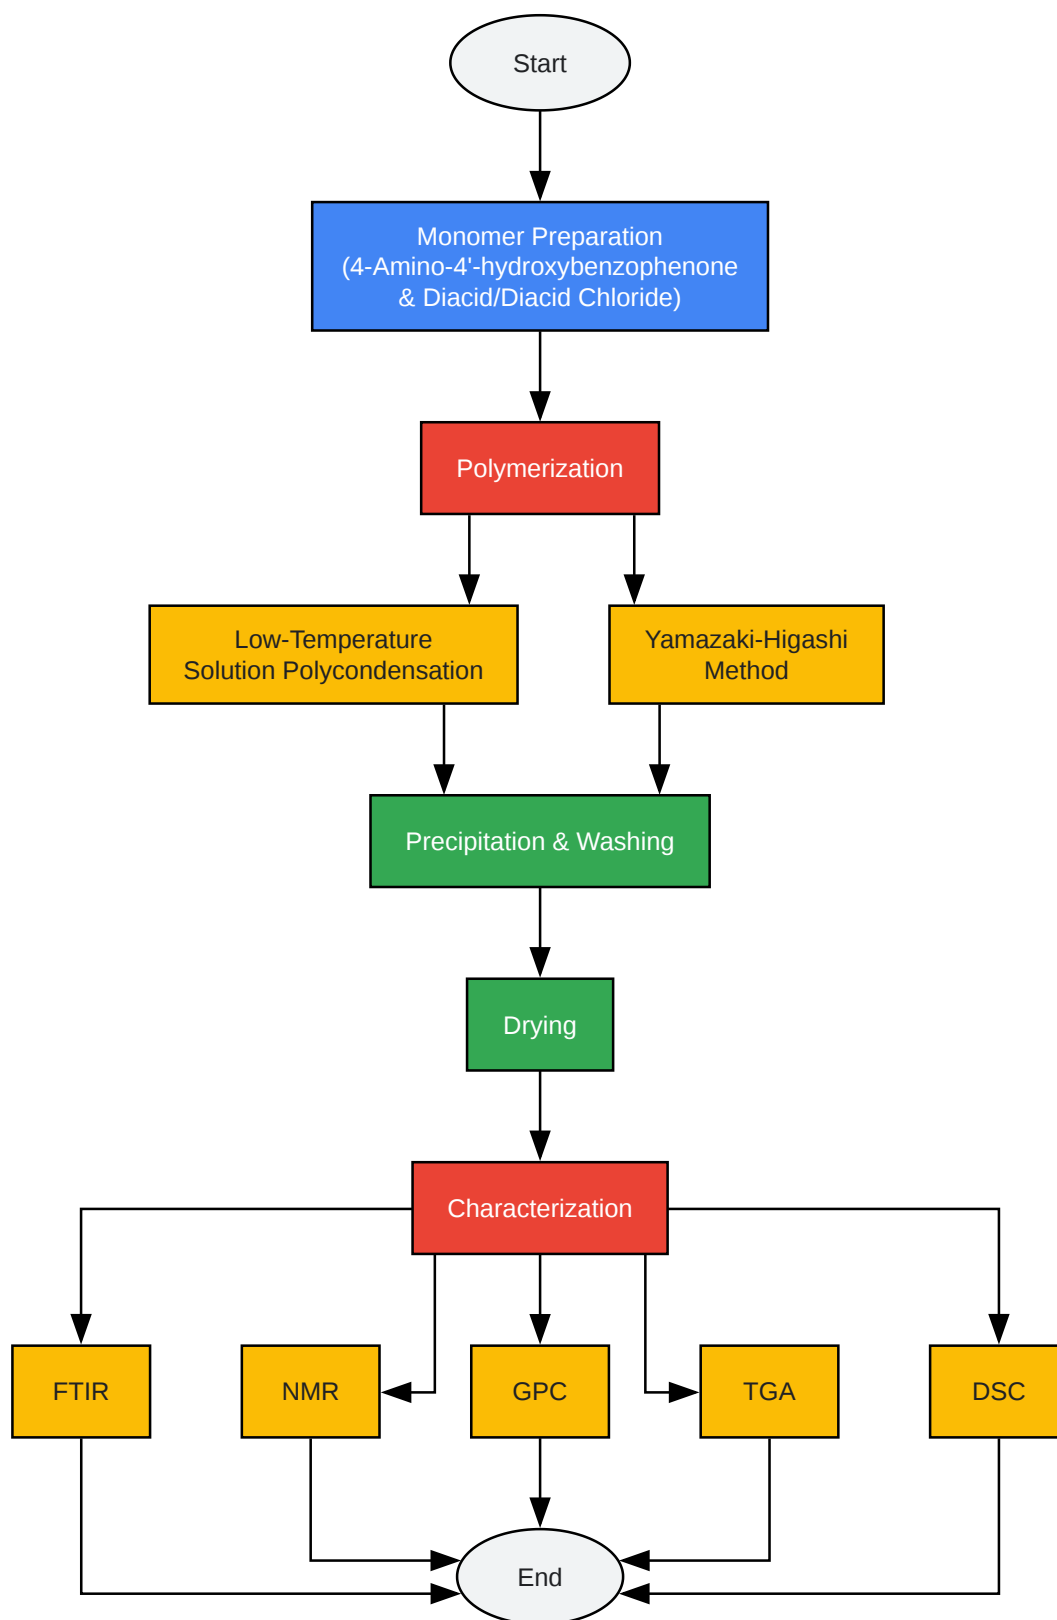 Start
Monomer Preparation
(4-Amino-4'-hydroxybenzophenone
& Diacid/Diacid Chloride)
Polymerization
Low-Temperature
Solution Polycondensation
Yamazaki-Higashi
Method
Precipitation & Washing
Drying
Characterization
FTIR
NMR
GPC
TGA
DSC
End